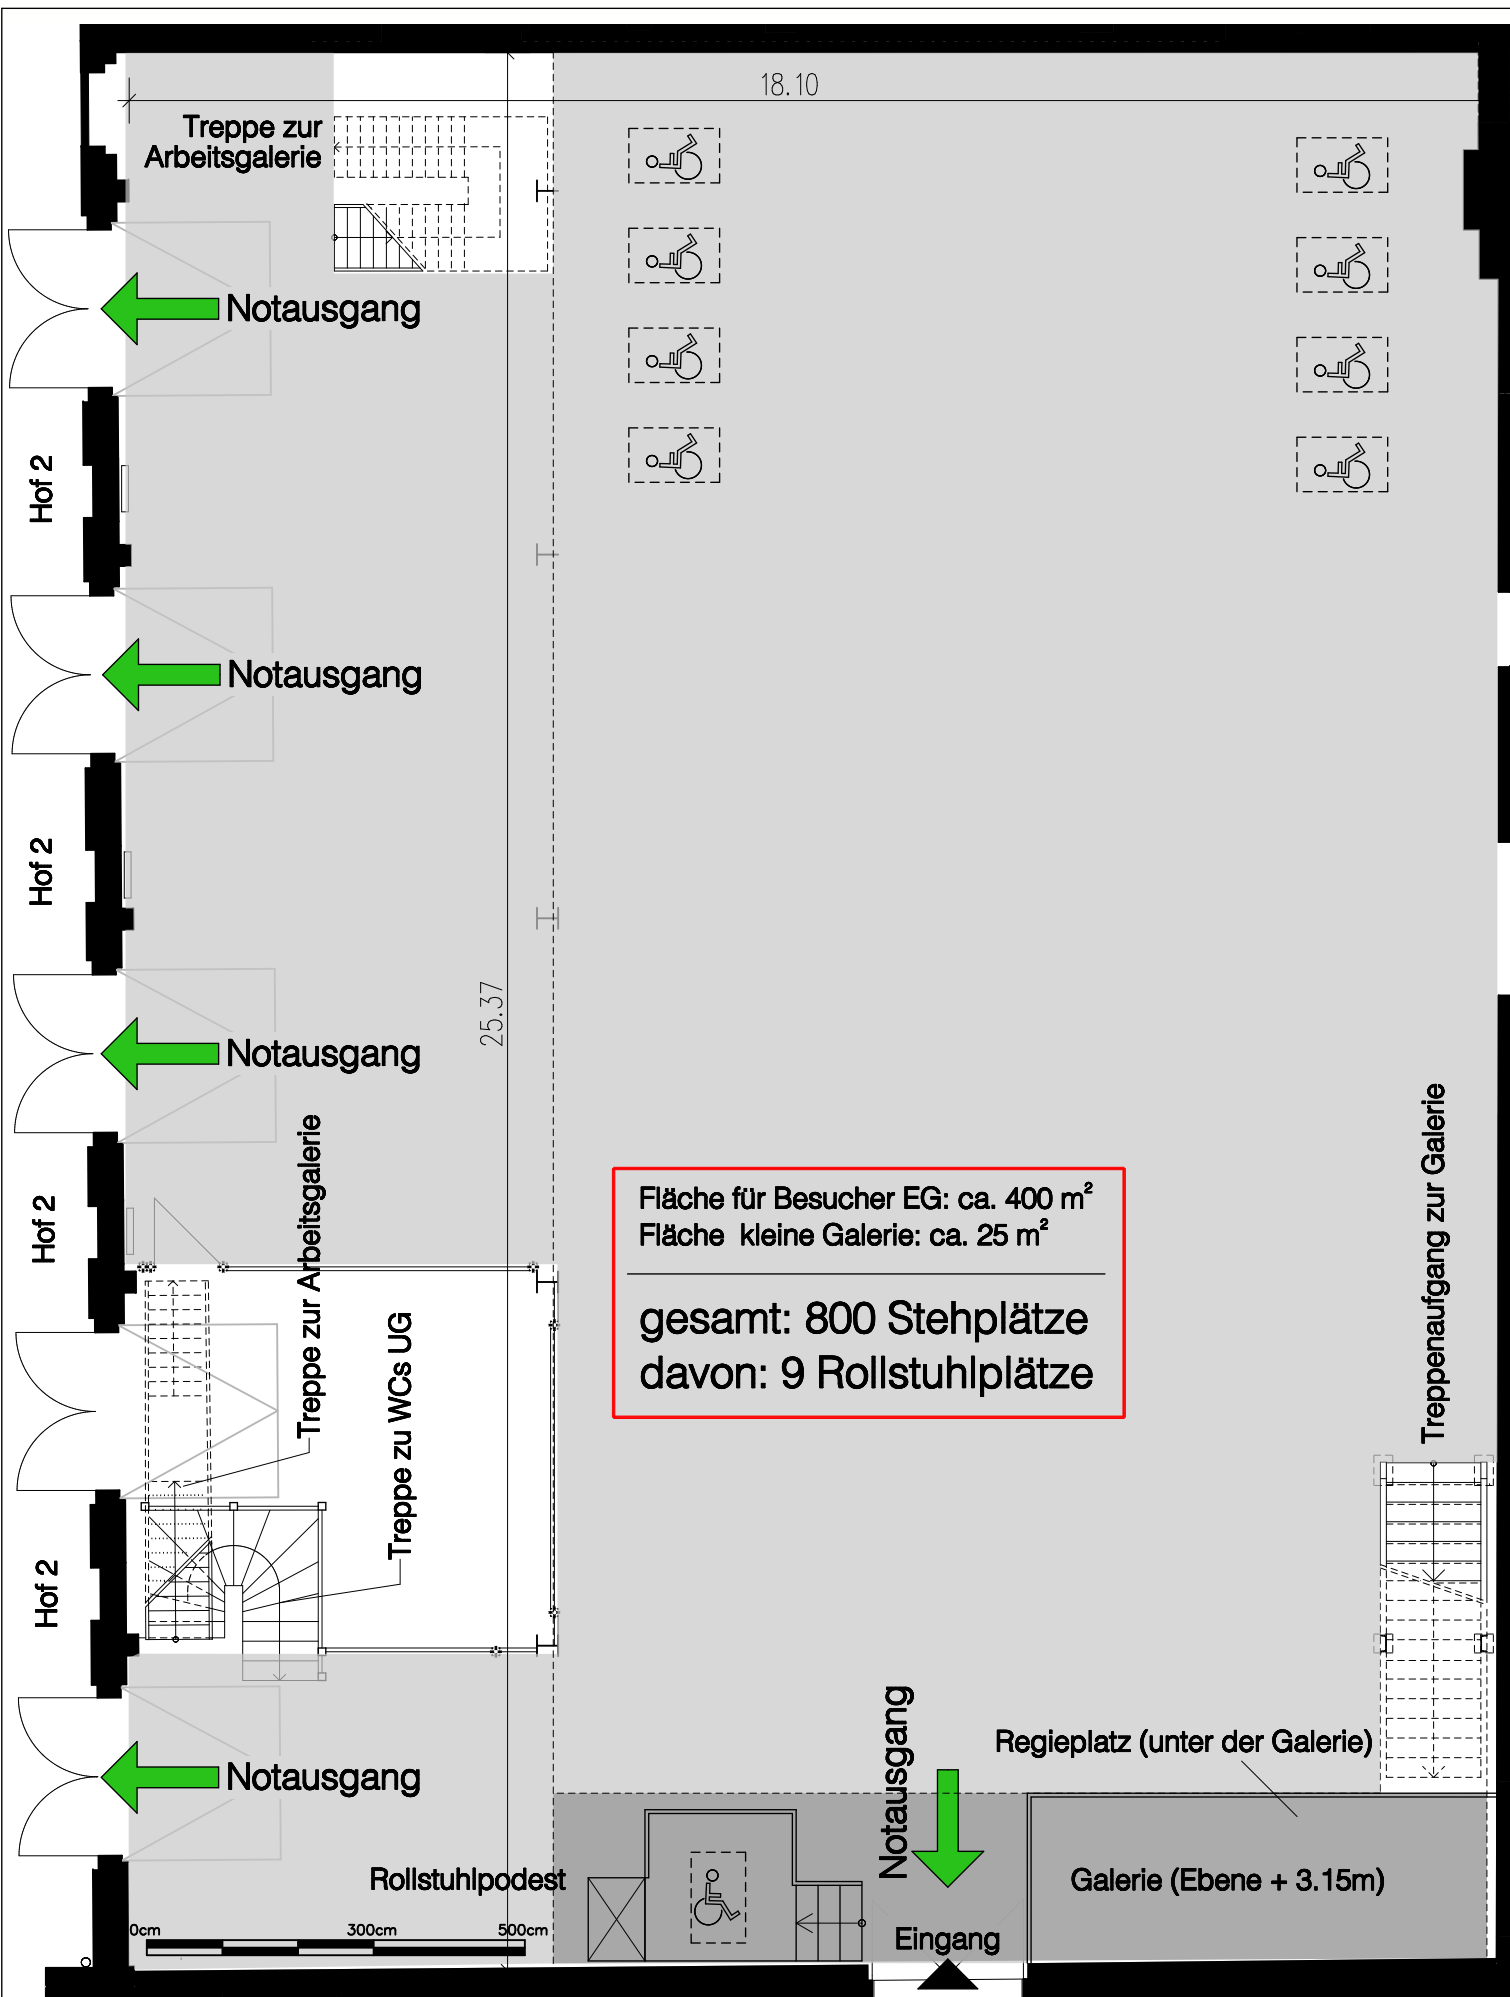 18.10
Treppe zur
Arbeitsgalerie
Notausgang
Hof 2
Notausgang
Hof 2
25.37
Notausgang
Hof 2
Treppe zur Arbeitsgalerie
Treppe zu WCs UG
Fläche für Besucher EG: ca. 400 m²
Fläche kleine Galerie: ca. 25 m²
gesamt: 800 Stehplätze
davon: 9 Rollstuhlplätze
Treppenaufgang zur Galerie
Hof 2
Notausgang
Notausgang
Regieplatz (unter der Galerie)
Rollstuhlpodest
Galerie (Ebene + 3.15m)
0cm 300cm 500cm
Eingang